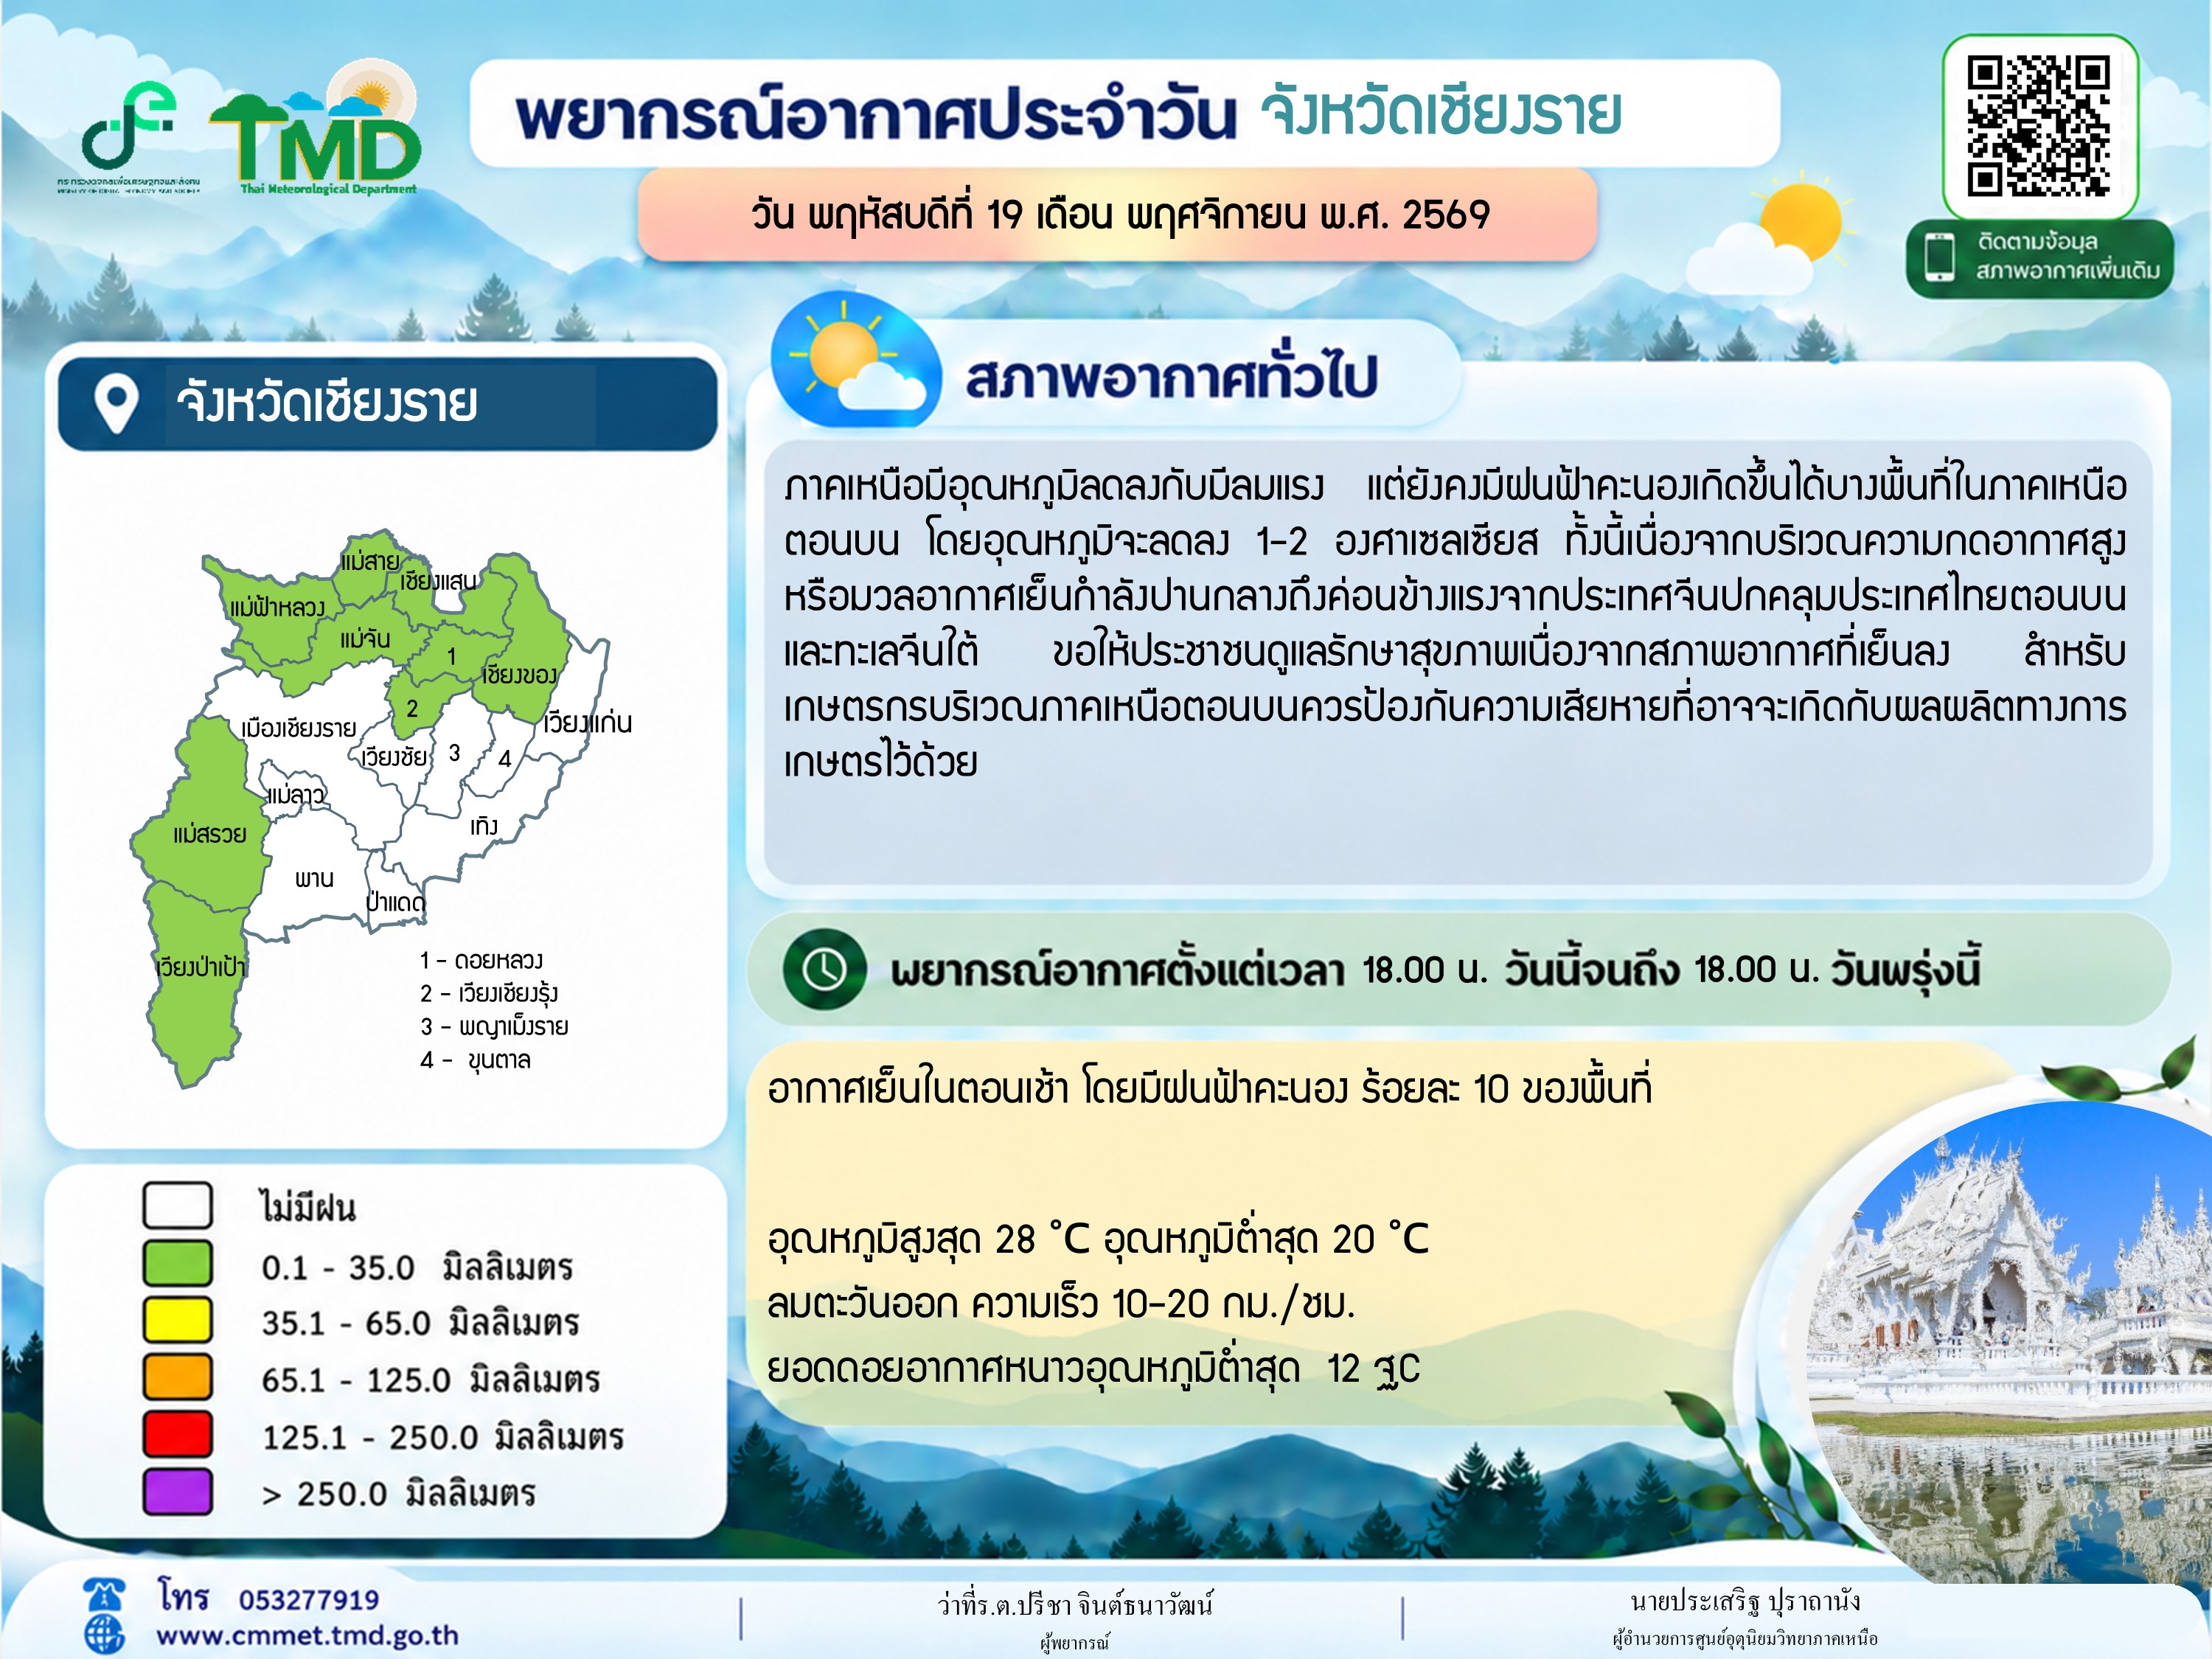 พยากรณ์อากาศประจำวัน จังหวัดเชียงราย
TMD
Thai Meteorological Department
วัน พฤหัสบดีที่ 19 เดือน พฤศจิกายน พ.ศ. 2569
ติดตามข้อมูล
สภาพอากาศเพิ่มเติม
จังหวัดเชียงราย
แม่สาย
เชียงแสน
แม่ฟ้าหลวง
แม่จัน
1
เชียงของ
2
เวียงแก่น
เมืองเชียงราย
เวียงชัย
3
4
แม่ลาว
เทิง
แม่สรวย
พาน
ป่าแดด
เวียงป่าเป้า
1 - ดอยหลวง
2 - เวียงเชียงรุ้ง
3 - พญาเม็งราย
4 - ขุนตาล
ไม่มีฝน
0.1 - 35.0 มิลลิเมตร
35.1 - 65.0 มิลลิเมตร
65.1 - 125.0 มิลลิเมตร
125.1 - 250.0 มิลลิเมตร
> 250.0 มิลลิเมตร
สภาพอากาศทั่วไป
ภาคเหนือมีอุณหภูมิลดลงกับมีลมแรง แต่ยังคงมีฝนฟ้าคะนองเกิดขึ้นได้บางพื้นที่ในภาคเหนือ
ตอนบน โดยอุณหภูมิจะลดลง 1-2 องศาเซลเซียส ทั้งนี้เนื่องจากบริเวณความกดอากาศสูง
หรือมวลอากาศเย็นกำลังปานกลางถึงค่อนข้างแรงจากประเทศจีนปกคลุมประเทศไทยตอนบน
และทะเลจีนใต้ ขอให้ประชาชนดูแลรักษาสุขภาพเนื่องจากสภาพอากาศที่เย็นลง สำหรับ
เกษตรกรบริเวณภาคเหนือตอนบนควรป้องกันความเสียหายที่อาจจะเกิดกับผลผลิตทางการ
เกษตรไว้ด้วย
พยากรณ์อากาศตั้งแต่เวลา 18.00 น. วันนี้จนถึง 18.00 น. วันพรุ่งนี้
อากาศเย็นในตอนเช้า โดยมีฝนฟ้าคะนอง ร้อยละ 10 ของพื้นที่
อุณหภูมิสูงสุด 28 °C อุณหภูมิต่ำสุด 20 °C
ลมตะวันออก ความเร็ว 10-20 กม./ชม.
ยอดดอยอากาศหนาวอุณหภูมิต่ำสุด 12 ฐC
โทร 053277919
www.cmmet.tmd.go.th
ว่าที่ร.ต.ปรีชา จินต์ธนาวัฒน์
ผู้พยากรณ์
นายประเสริฐ ปุราถานัง
ผู้อำนวยการศูนย์อุตุนิยมวิทยาภาคเหนือ